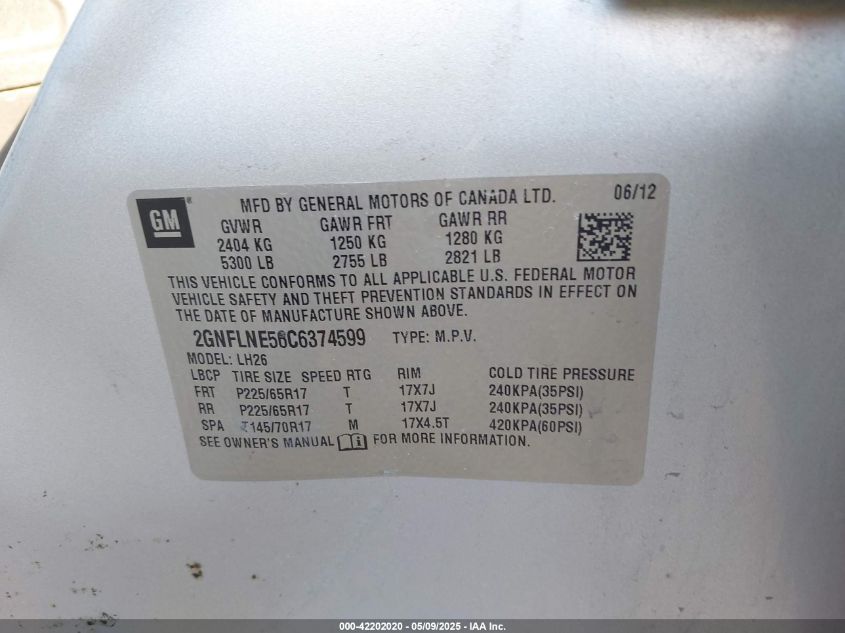 GM ®
MFD BY GENERAL MOTORS OF CANADA LTD. 06/12
GVWR GAWR FRT GAWR RR
2404 KG 1250 KG 1280 KG
5300 LB 2755 LB 2821 LB
THIS VEHICLE CONFORMS TO ALL APPLICABLE U.S. FEDERAL MOTOR
VEHICLE SAFETY AND THEFT PREVENTION STANDARDS IN EFFECT ON
THE DATE OF MANUFACTURE SHOWN ABOVE.
2GNFLNE56C6374599 TYPE: M.P.V.
MODEL: LH26
LBCP TIRE SIZE SPEED RTG RIM COLD TIRE PRESSURE
FRT P225/65R17 T 17X7J 240KPA(35PSI)
RR P225/65R17 T 17X7J 240KPA(35PSI)
SPA T145/70R17 M 17X4.5T 420KPA(60PSI)
SEE OWNER'S MANUAL i FOR MORE INFORMATION.
000-42202020 - 05/09/2025 - IAA Inc.